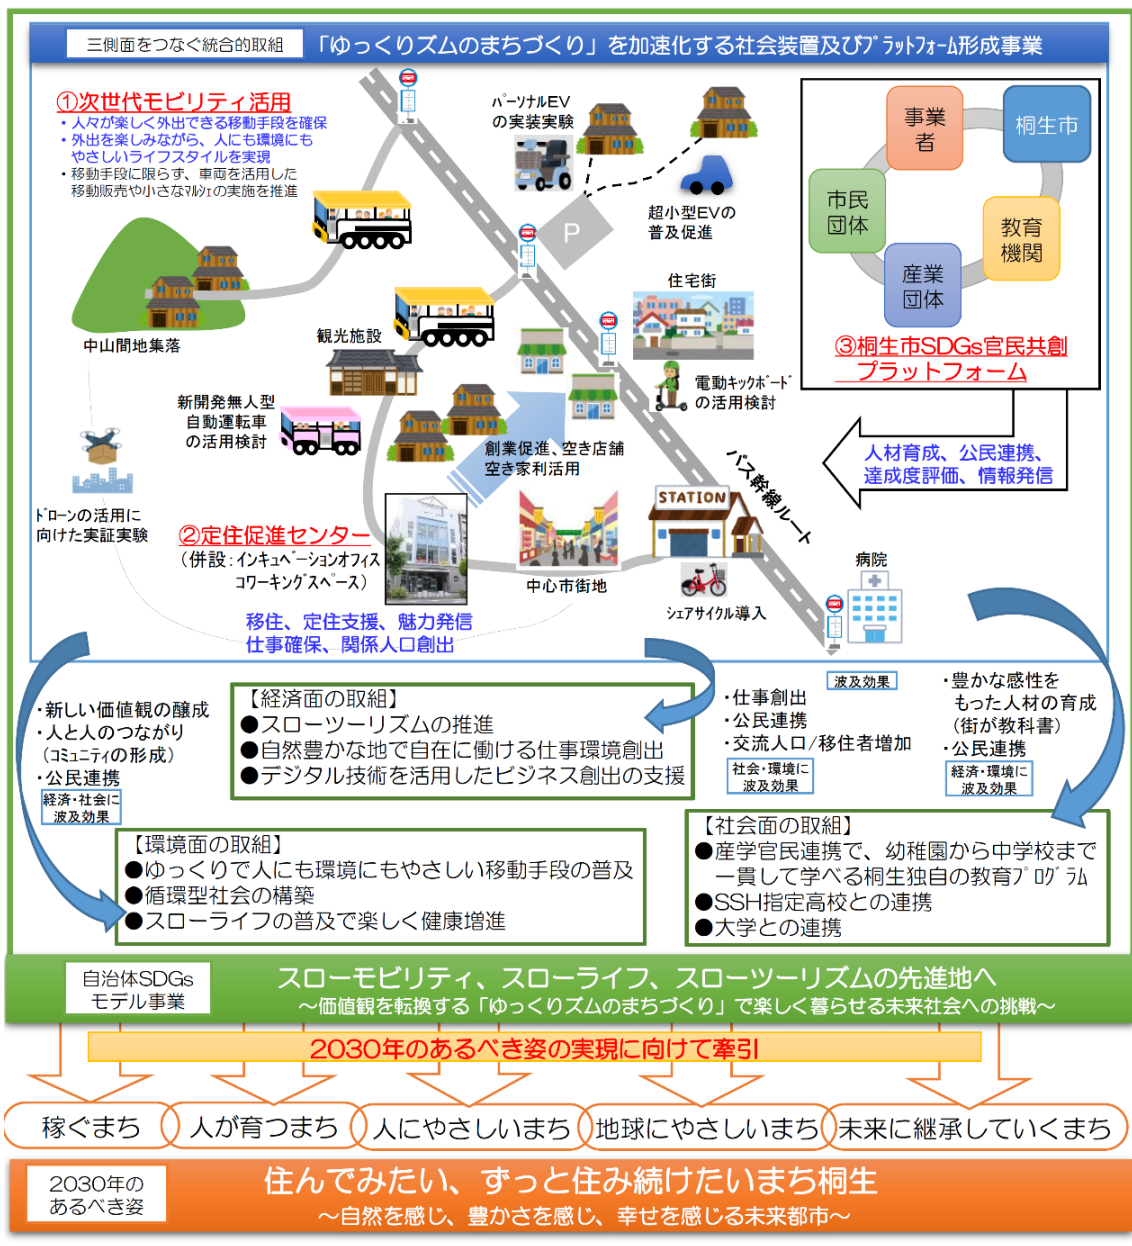 三側面をつなぐ統合的取組
「ゆっくりズムのまちづくり」を加速化する社会装置及びﾌﾟﾗｯﾄﾌｫｰﾑ形成事業
①次世代モビリティ活用
・人々が楽しく外出できる移動手段を確保
・外出を楽しみながら、人にも環境にも
やさしいライフスタイルを実現
・移動手段に限らず、車両を活用した
移動販売や小さなﾏﾙｼｪの実施を推進
ﾊﾟｰｿﾅﾙEV
の実装実験
超小型EVの
普及促進
P
事業
者
桐生市
市民
団体
教育
機関
産業
団体
③桐生市SDGs官民共創
プラットフォーム
人材育成、公民連携、
達成度評価、情報発信
中山間地集落
観光施設
住宅街
電動ｷｯｸﾎﾞｰﾄﾞ
の活用検討
新開発無人型
自動運転車
の活用検討
創業促進、空き店舗
空き家利活用
バス幹線ルート
STATION
ﾄﾞﾛｰﾝの活用に
向けた実証実験
②定住促進センター
（併設：インキュベーションオフィス
コワーキングスペース）
中心市街地
ｼｪｱサイクル導入
病院
移住、定住支援、魅力発信
仕事確保、関係人口創出
・新しい価値観の醸成
・人と人のつながり
(ｺﾐｭﾆﾃｨの形成)
・公民連携
経済・社会に
波及効果
【経済面の取組】
●スローツーリズムの推進
●自然豊かな地で自在に働ける仕事環境創出
●デジタル技術を活用したビジネス創出の支援
波及効果
・仕事創出
・公民連携
・交流人口/移住者増加
社会・環境に
波及効果
・豊かな感性を
もった人材の育成
(街が教科書)
・公民連携
経済・環境に
波及効果
【環境面の取組】
●ゆっくりで人にも環境にもやさしい移動手段の普及
●循環型社会の構築
●スローライフの普及で楽しく健康増進
【社会面の取組】
●産学官民連携で、幼稚園から中学校まで
一貫して学べる桐生独自の教育ﾌﾟﾛｸﾞﾗﾑ
●SSH指定高校との連携
●大学との連携
自治体SDGs
モデル事業
スローモビリティ、スローライフ、スローツーリズムの先進地へ
～価値観を転換する「ゆっくりズムのまちづくり」で楽しく暮らせる未来社会への挑戦～
2030年のあるべき姿の実現に向けて牽引
稼ぐまち
人が育つまち
人にやさしいまち
地球にやさしいまち
未来に継承していくまち
2030年の
あるべき姿
住んでみたい、ずっと住み続けたいまち桐生
～自然を感じ、豊かさを感じ、幸せを感じる未来都市～